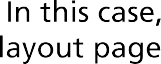 In this case,
layout page